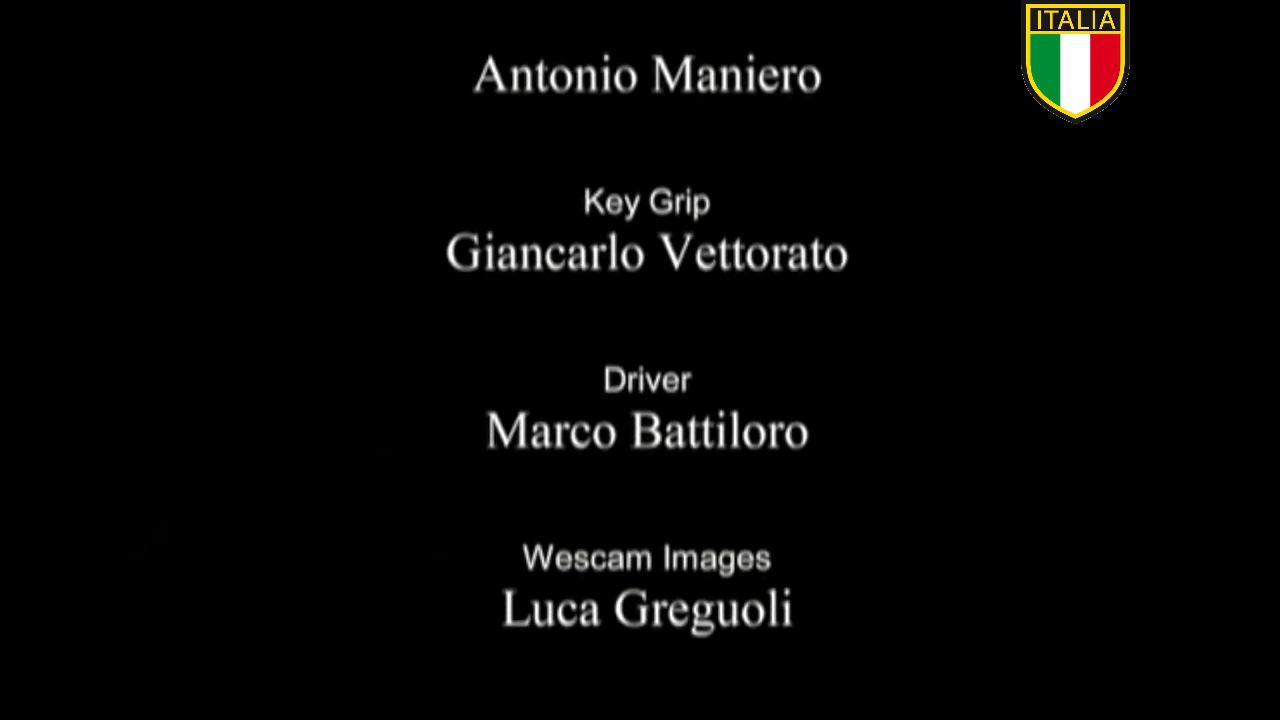 ITALIA
Antonio Maniero
Key Grip
Giancarlo Vettorato
Driver
Marco Battiloro
Wescam Images
Luca Greguoli